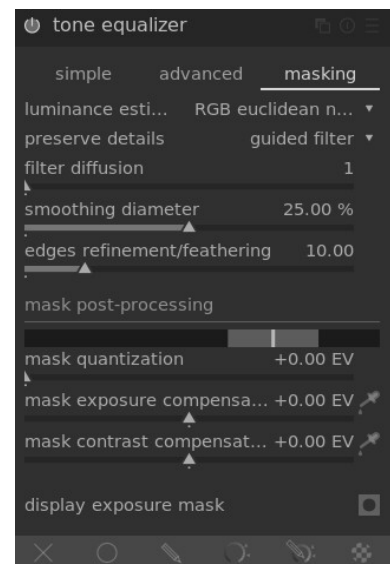 tone equalizer
simple advanced masking
luminance esti... RGB euclidean n...
preserve details guided filter
filter diffusion 1
smoothing diameter 25.00 %
edges refinement/feathering 10.00
mask post-processing
mask quantization +0.00 EV
mask exposure compensa... +0.00 EV
mask contrast compensat... +0.00 EV
display exposure mask